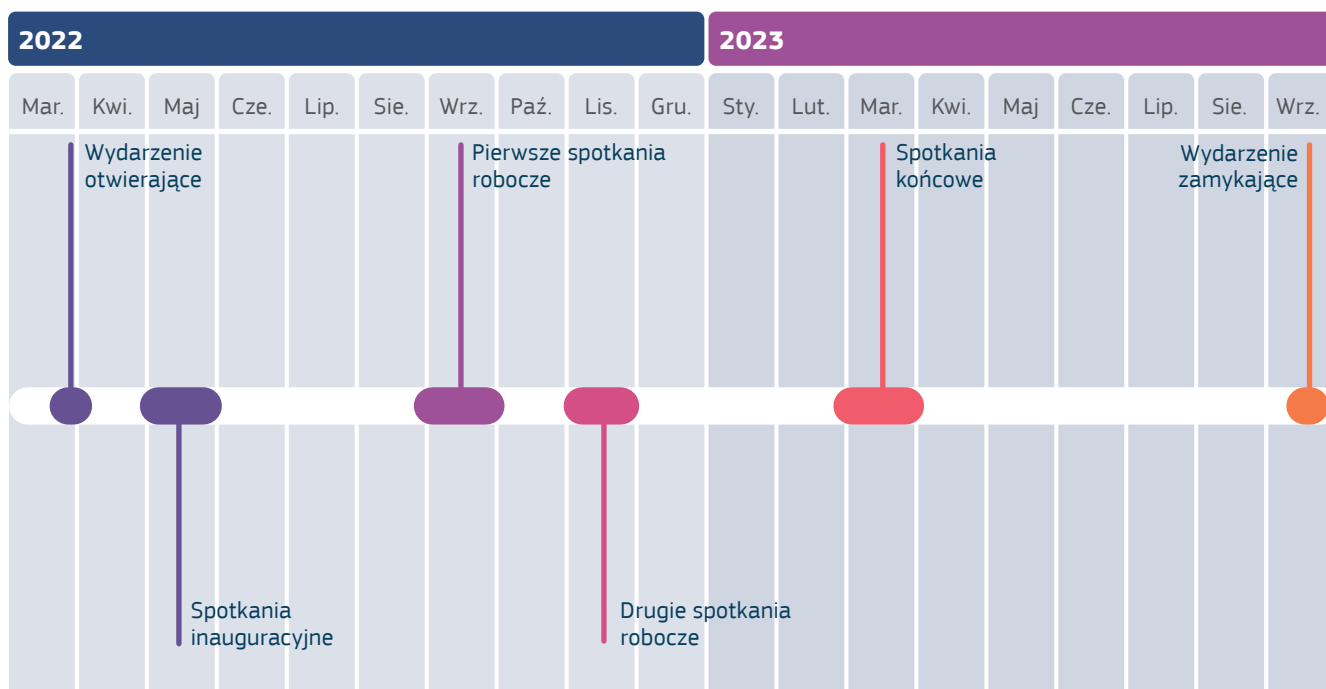 2022 2023
Mar. Kwi. Maj Cze. Lip. Sie. Wrz. Paź. Lis. Gru. Sty. Lut. Mar. Kwi. Maj Cze. Lip. Sie. Wrz.
Wydarzenie
otwierające
Pierwsze spotkania
robocze
Spotkania
końcowe
Wydarzenie
zamykające
Spotkania
inauguracyjne
Drugie spotkania
robocze